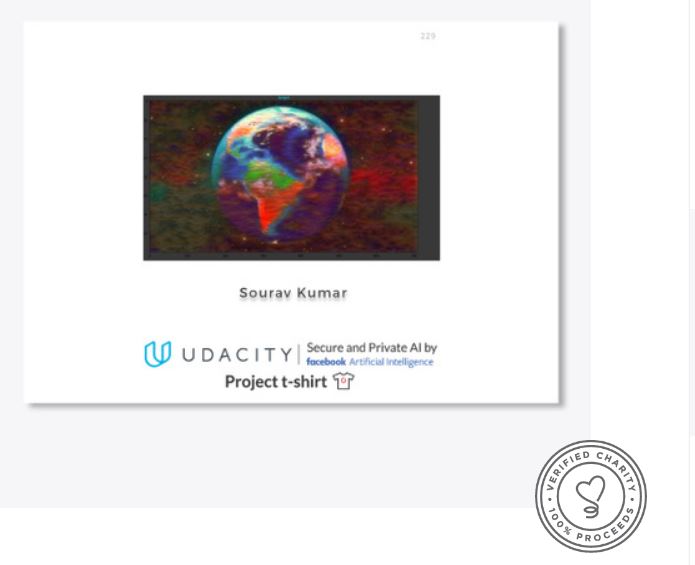 229
Sourav Kumar
UDACITY
Secure and Private AI by
facebook Artificial Intelligence
Project t-shirt
VERIFIED CHARITY
100% PROCEEDS